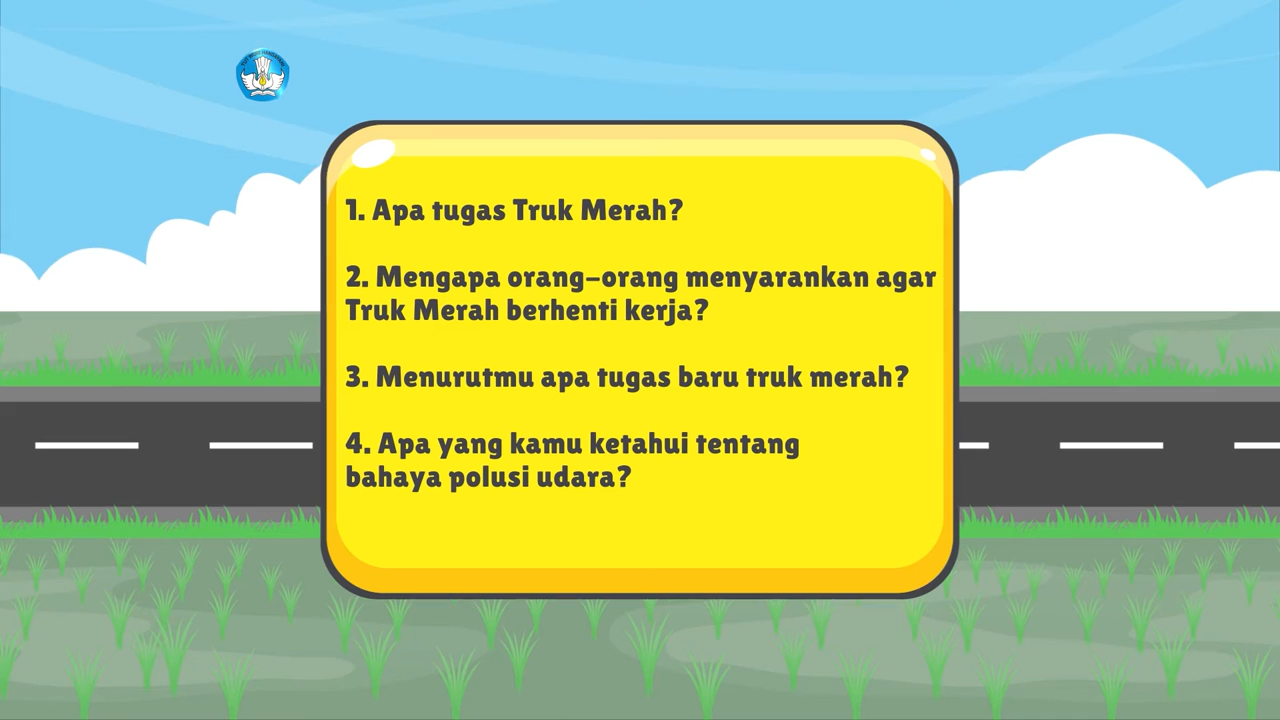 1. Apa tugas Truk Merah?
2. Mengapa orang-orang menyarankan agar
Truk Merah berhenti kerja?
3. Menurutmu apa tugas baru truk merah?
4. Apa yang kamu ketahui tentang
bahaya polusi udara?